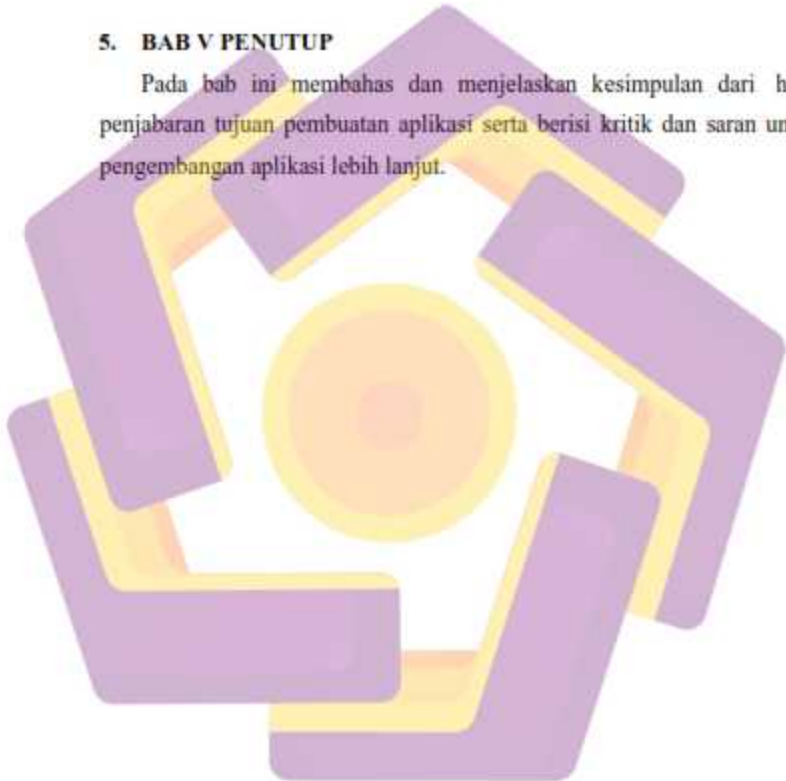 5. BAB V PENUTUP
Pada bab ini membahas dan menjelaskan kesimpulan dari
penjabaran tujuan pembuatan aplikasi serta berisi kritik dan saran
pengembangan aplikasi lebih lanjut.